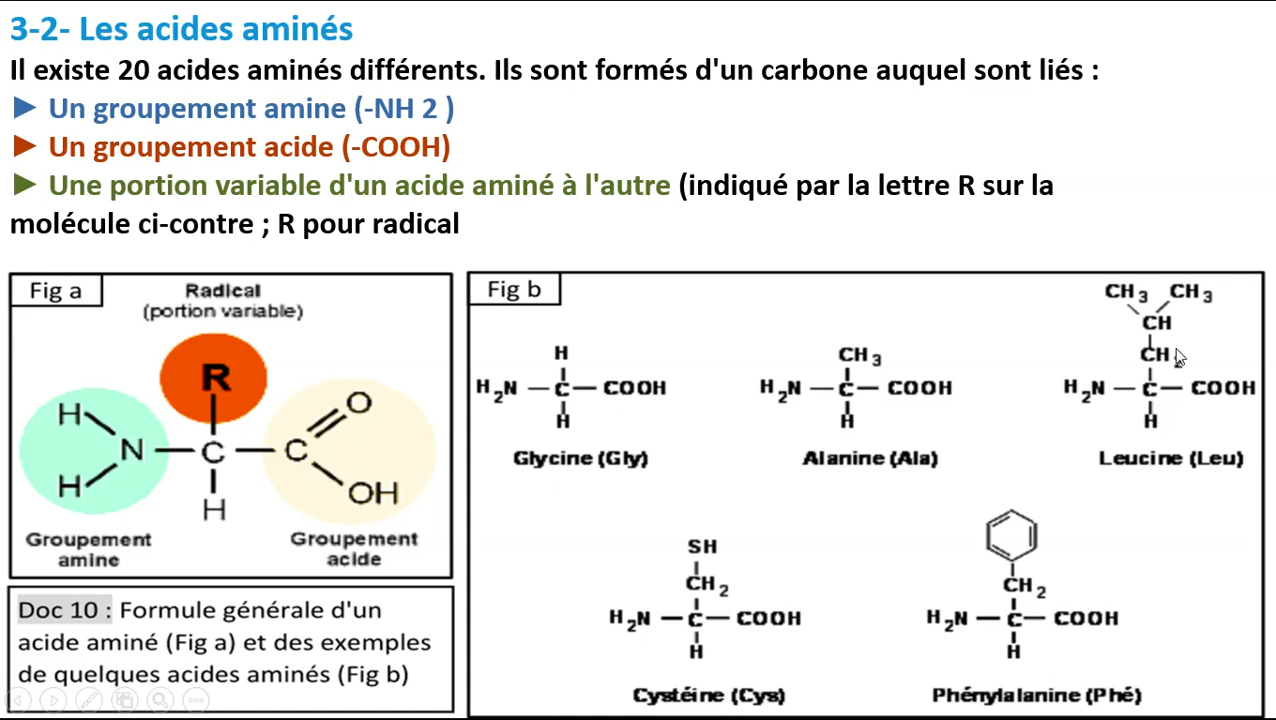 3-2- Les acides aminés
Il existe 20 acides aminés différents. Ils sont formés d'un carbone auquel sont liés :
► Un groupement amine (-NH 2 )
► Un groupement acide (-COOH)
► Une portion variable d'un acide aminé à l'autre (indiqué par la lettre R sur la
molécule ci-contre ; R pour radical
Fig a
Radical
(portion variable)
R
H
N
H
C
H
C
O
OH
Groupement
amine
Groupement
acide
Doc 10 : Formule générale d'un
acide aminé (Fig a) et des exemples
de quelques acides aminés (Fig b)
Fig b
H
H2N — C — COOH
H
Glycine (Gly)
CH3
H2N — C — COOH
H
Alanine (Ala)
CH3 CH3
CH
CH
H2N — C — COOH
H
Leucine (Leu)
SH
CH2
H2N — C — COOH
H
Cystéine (Cys)
CH2
H2N — C — COOH
H
Phénylalanine (Phé)